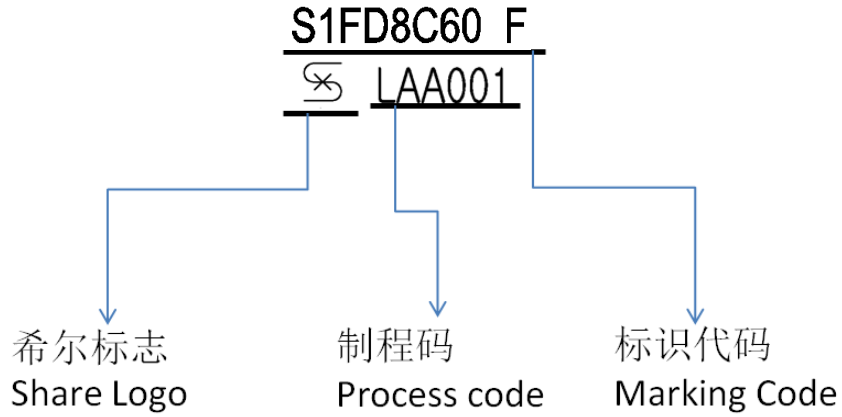 S1FD8C60 F
LAA001
希尔标志
Share Logo
制程码
Process code
标识代码
Marking Code